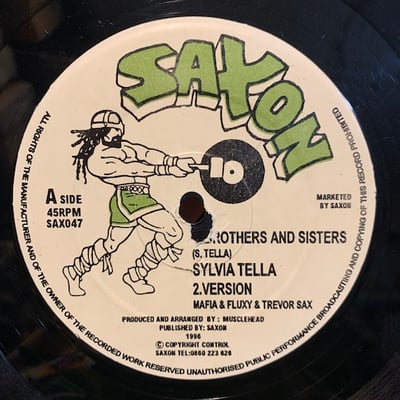 SAXON
A SIDE
45RPM
SAX047
MARKETED
BY SAXON
BROTHERS AND SISTERS
(S, TELLA)
SYLVIA TELLA
2.VERSION
MAFIA & FLUXY & TREVOR SAX
PRODUCED AND ARRANGED BY : MUSCLEHEAD
PUBLISHED BY: SAXON
1996
© COPYRIGHT CONTROL
SAXON TEL:0860 223 626
ALL RIGHTS OF THE MANUFACTURER AND OF THE OWNER OF THE RECORDED WORK RESERVED UNAUTHORISED PUBLIC PERFORMANCE BROADCASTING AND COPYING OF THIS RECORD PROHIBITED